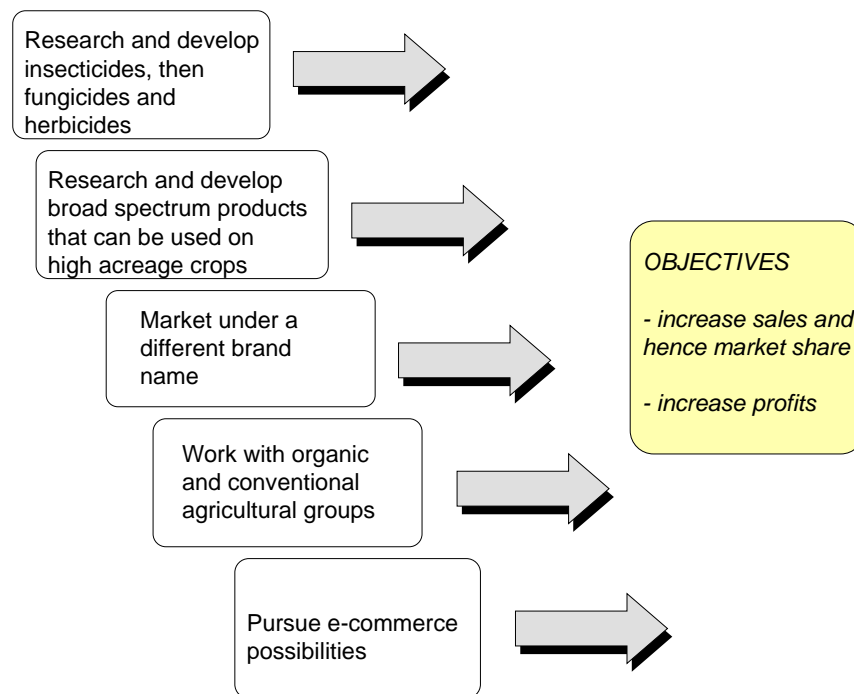 Research and develop
insecticides, then
fungicides and
herbicides
Research and develop
broad spectrum products
that can be used on
high acreage crops
Market under a
different brand
name
Work with organic
and conventional
agricultural groups
Pursue e-commerce
possibilities
OBJECTIVES
- increase sales and
hence market share
- increase profits